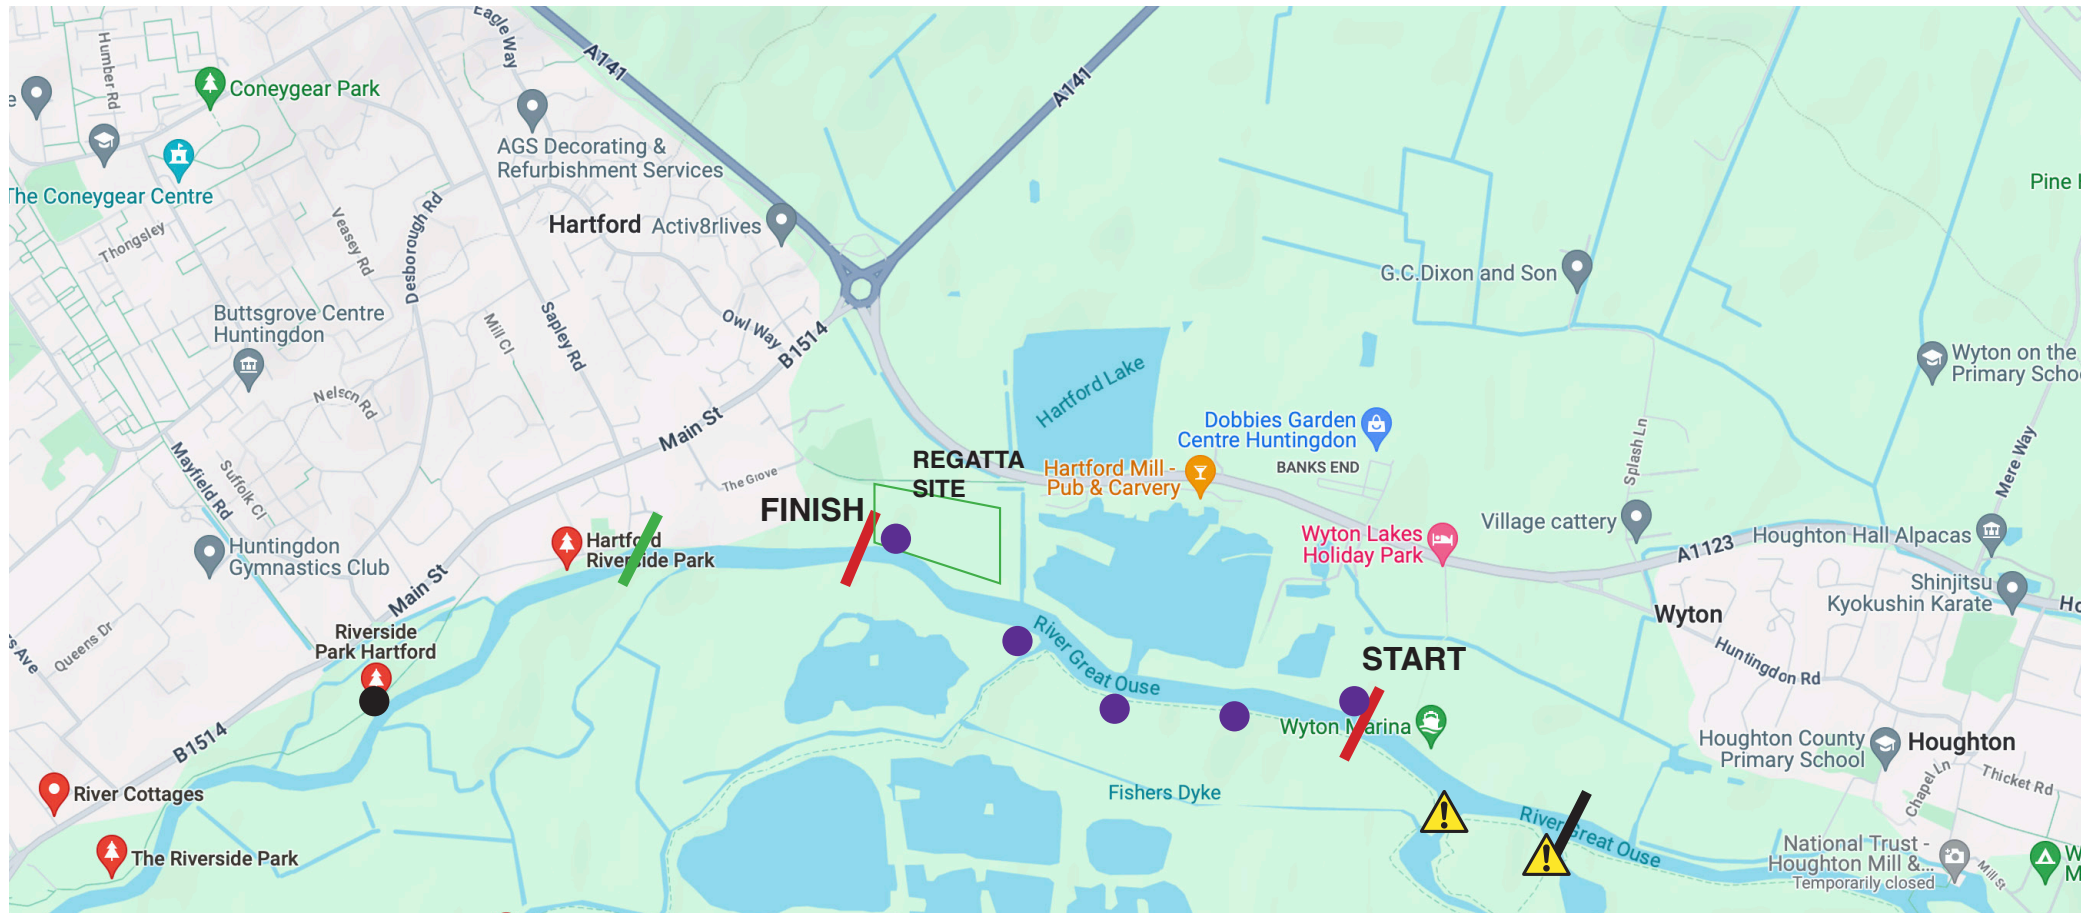 Eagle Way
A141
A141
Humber Rd
Coneygear Park
e
AGS Decorating &
Refurbishment Services
The Coneygear Centre
Pine
Thongsley
Veasey Rd
Desborough Rd
Hartford
Activ8rlives
G.C.Dixon and Son
Buttsgrove Centre
Huntingdon
Mill Cl
Sapley Rd
Owl Way
B1514
Hartford Lake
Wyton on the
Primary Schoo
Nelson Rd
Main St
Dobbies Garden
Centre Huntingdon
BANKS END
Splash Ln
Mere Way
Mayfield Rd
Suffolk Cl
The Grove
REGATTA
SITE
Hartford Mill -
Pub & Carvery
FINISH
Village cattery
Wyton Lakes
Holiday Park
A1123
Houghton Hall Alpacas
Huntingdon
Gymnastics Club
Hartford
Riverside Park
Shinjitsu
Kyokushin Karate
Ho
Main St
Wyton
s Ave
Queens Dr
Riverside
Park Hartford
River Great Ouse
START
Huntingdon Rd
B1514
Wyton Marina
Houghton County
Primary School
Houghton
River Cottages
Fishers Dyke
Chapel Ln
Thicket Rd
River Great Ouse
The Riverside Park
National Trust -
Houghton Mill &...
Temporarily closed
Mill St
W
M